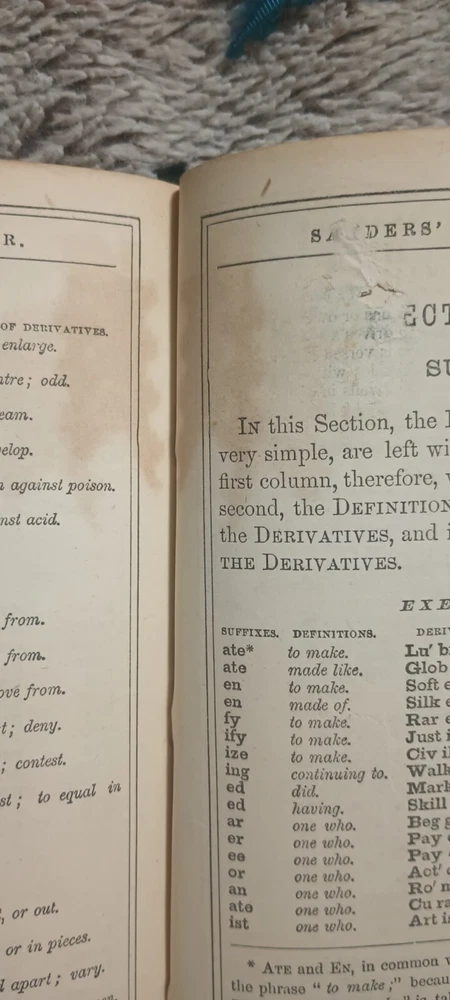 R.
OF DERIVATIVES.
enlarge.
ntre; odd.
eam.
velop.
n against poison.
nst acid.
from.
from.
ove from.
t; deny.
; contest.
st; to equal in
, or out.
or in pieces.
l apart; vary.
SANDERS'
ECT
SU
IN this Section, the
very simple, are left wi
first column, therefore,
second, the DEFINITION
the DERIVATIVES, and i
THE DERIVATIVES.
EXE
SUFFIXES. DEFINITIONS. DERI
ate* to make. Lu' b
ate made like. Glob
en to make. Soft e
en made of. Silk e
fy to make. Rar e
ify to make. Just i
ize to make. Civ il
ing continuing to. Walk
ed did. Mark
ed having. Skill
ar one who. Beg g
er one who. Pay
ee one who. Pay
or one who. Act'
an one who. Ro' m
ate one who. Cu ra
ist one who. Art is
* ATE and EN, in common
the phrase "to make;" becau